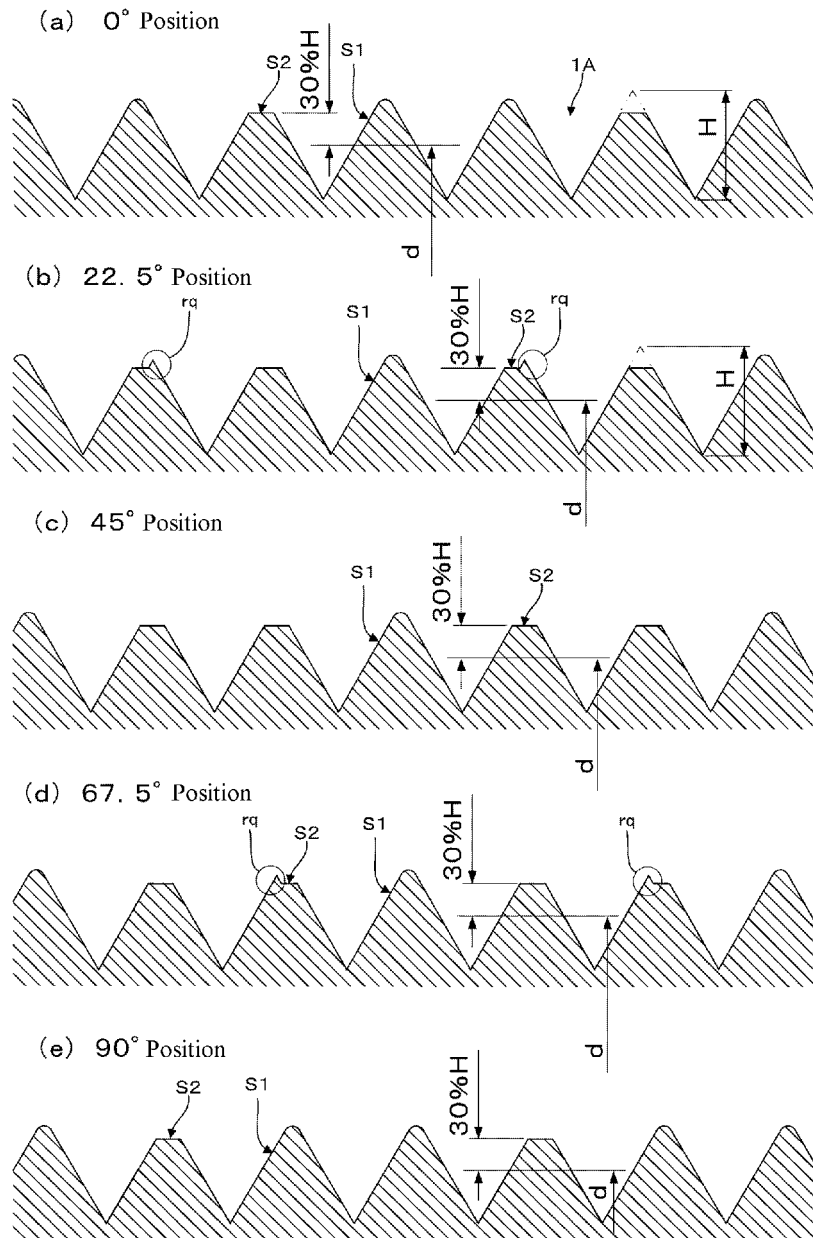 (a) 0° Position
S2
30%H
S1
1A
H
d
(b) 22. 5° Position
rq
S1
30%H
S2
rq
H
d
(c) 45° Position
S1
30%H
S2
d
(d) 67. 5° Position
rq
S2
S1
30%H
rq
d
(e) 90° Position
S2
S1
30%H
d